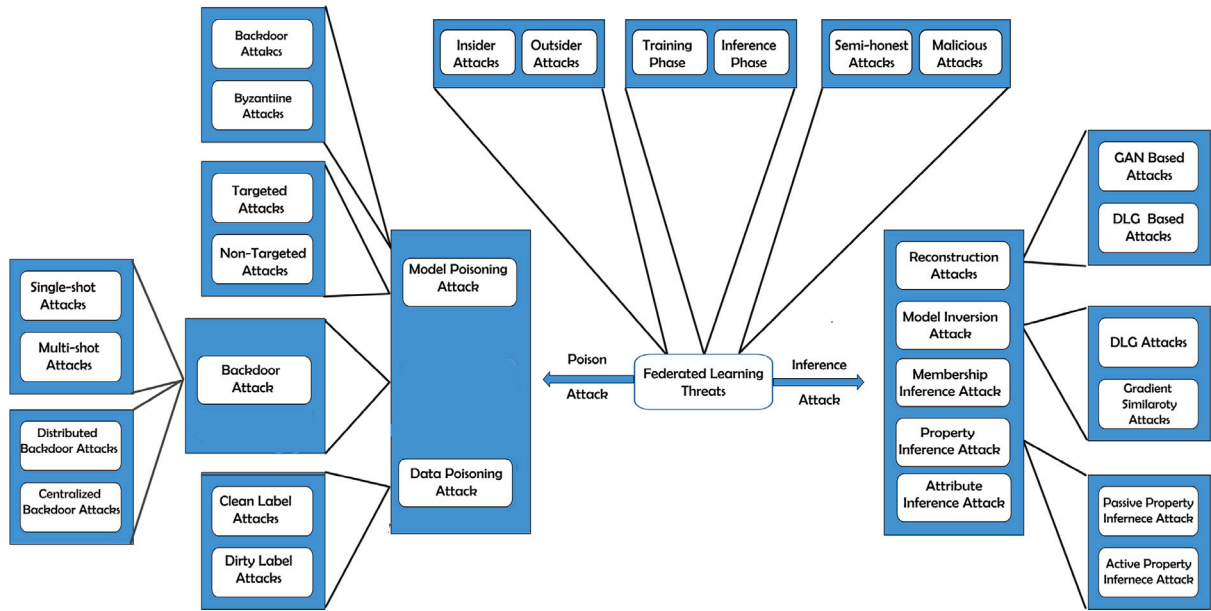 Backdoor
Attakcs
Byzantiine
Attacks
Targeted
Attacks
Non-Targeted
Attacks
Single-shot
Attacks
Multi-shot
Attacks
Distributed
Backdoor Attacks
Centralized
Backdoor Attacks
Backdoor
Attack
Clean Label
Attacks
Dirty Label
Attacks
Model Poisoning
Attack
Data Poisoning
Attack
Insider
Attacks
Outsider
Attacks
Training
Phase
Inference
Phase
Semi-honest
Attacks
Malicious
Attacks
Poison
Attack
Federated Learning
Threats
Inference
Attack
Reconstruction
Attacks
Model Inversion
Attack
Membership
Inference Attack
Property
Inference Attack
Attribute
Inference Attack
GAN Based
Attacks
DLG Based
Attacks
DLG Attacks
Gradient
Similaroty
Attacks
Passive Property
Infernece Attack
Active Property
Infernece Attack